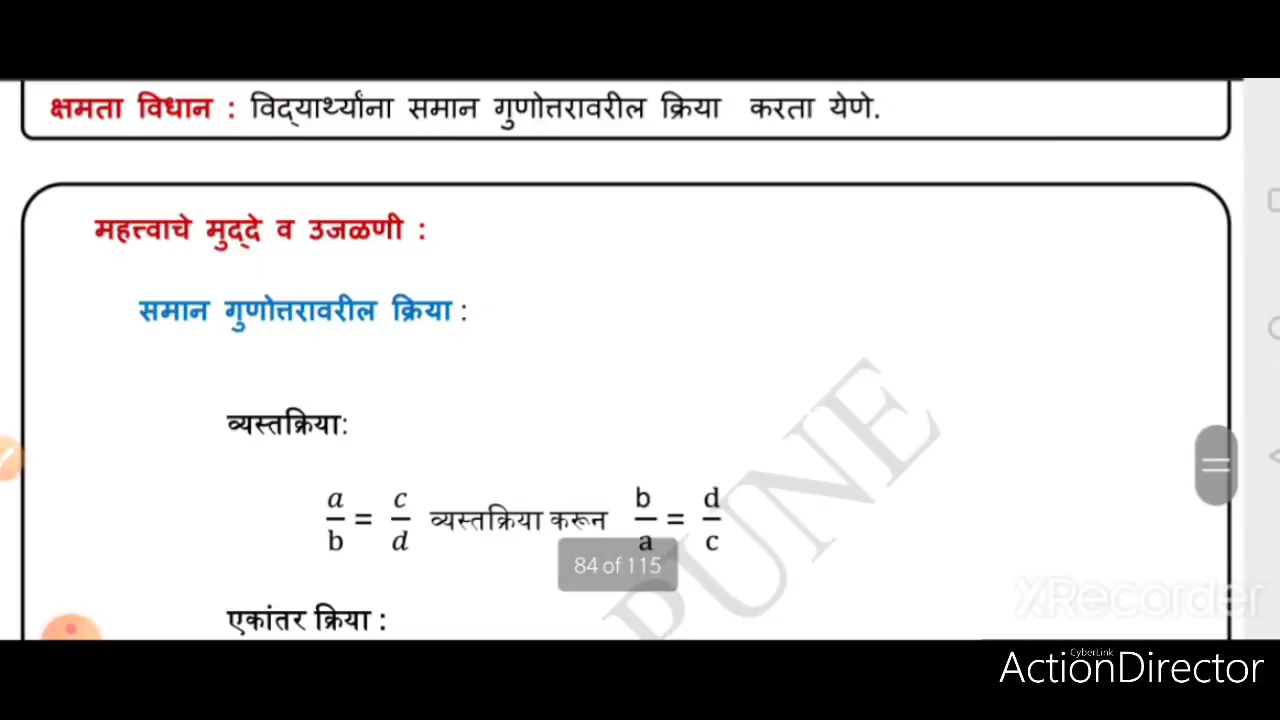 क्षमता विधान : विद्यार्थ्यांना समान गुणोत्तरावरील क्रिया करता येणे.
महत्त्वाचे मुद्दे व उजळणी :
समान गुणोत्तरावरील क्रिया :
व्यस्तक्रिया:
a/b = c/d व्यस्तक्रिया करून b/a = d/c
84 of 115
PUNE
एकांतर क्रिया :
XRecorder
CyberLink
ActionDirector